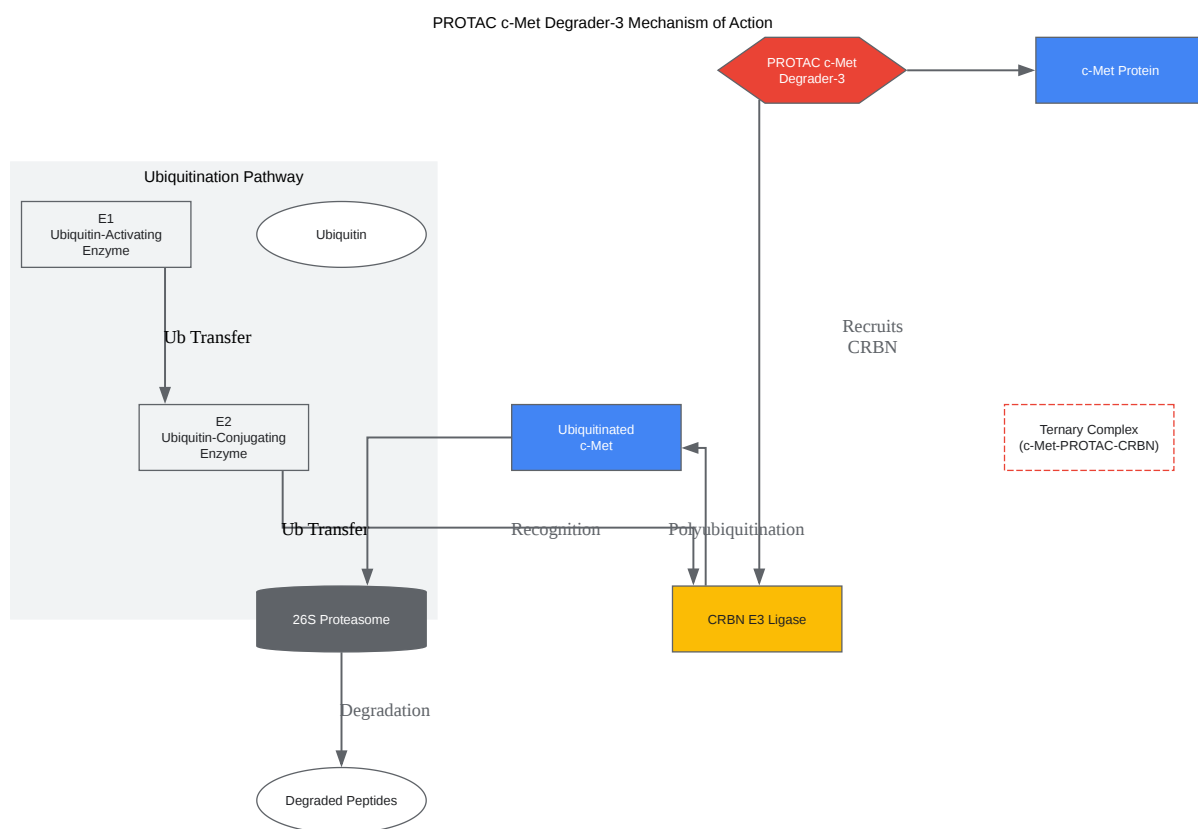 PROTAC c-Met Degrader-3 Mechanism of Action
PROTAC c-Met
Degrader-3
c-Met Protein
Ubiquitination Pathway
E1
Ubiquitin-Activating
Enzyme
Ubiquitin
Ub Transfer
Recruits
CRBN
E2
Ubiquitin-Conjugating
Enzyme
Ubiquitinated
c-Met
Ternary Complex
(c-Met-PROTAC-CRBN)
Ub Transfer
Recognition
Polyubiquitination
26S Proteasome
CRBN E3 Ligase
Degradation
Degraded Peptides